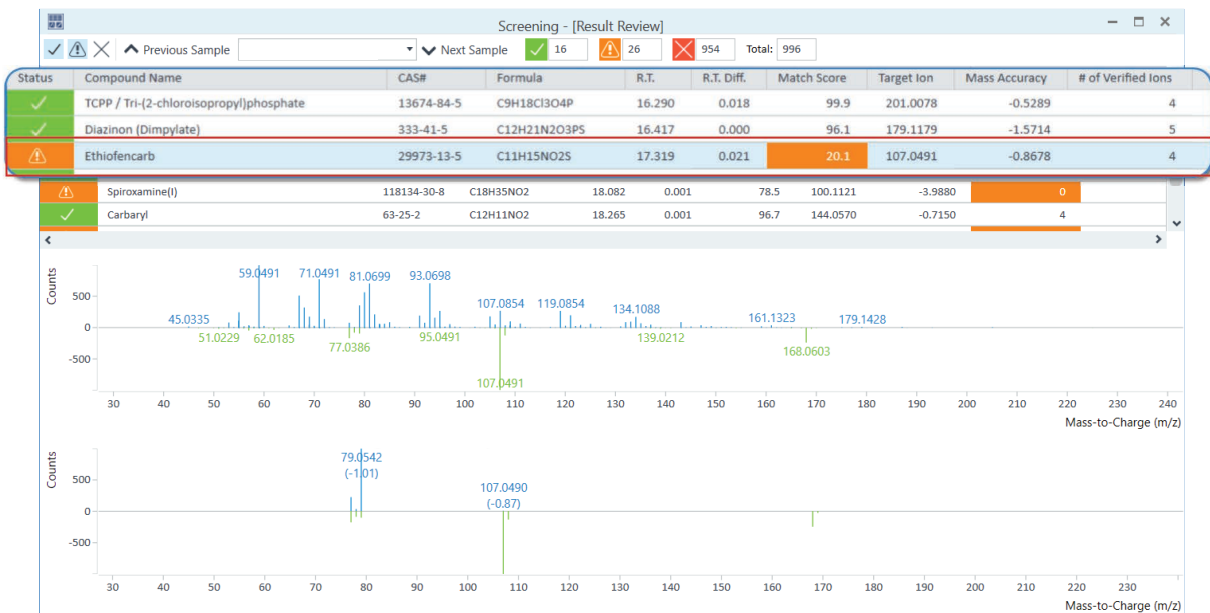 Screening - [Result Review]
Previous Sample Next Sample 16 26 954 Total: 996
Status Compound Name CAS# Formula R.T. R.T. Diff. Match Score Target Ion Mass Accuracy # of Verified Ions
TCPP / Tri-(2-chloroisopropyl)phosphate 13674-84-5 C9H18Cl3O4P 16.290 0.018 99.9 201.0078 -0.5289 4
Diazinon (Dimpylate) 333-41-5 C12H21N2O3PS 16.417 0.000 96.1 179.1179 -1.5714 5
Ethiofencarb 29973-13-5 C11H15NO2S 17.319 0.021 20.1 107.0491 -0.8678 4
Spiroxamine(I) 118134-30-8 C18H35NO2 18.082 0.001 78.5 100.1121 -3.9880 0
Carbaryl 63-25-2 C12H11NO2 18.265 0.001 96.7 144.0570 -0.7150 4
Counts
59.0491 71.0491 81.0699 93.0698
500
107.0854 119.0854
134.1088
45.0335 161.1323 179.1428
0
51.0229 62.0185 77.0386 95.0491 139.0212
168.0603
-500
107.0491
30 40 50 60 70 80 90 100 110 120 130 140 150 160 170 180 190 200 210 220 230 240
Mass-to-Charge (m/z)
Counts
79.0542
(-1.01)
500
107.0490
(-0.87)
0
-500
30 40 50 60 70 80 90 100 110 120 130 140 150 160 170 180 190 200 210 220 230
Mass-to-Charge (m/z)